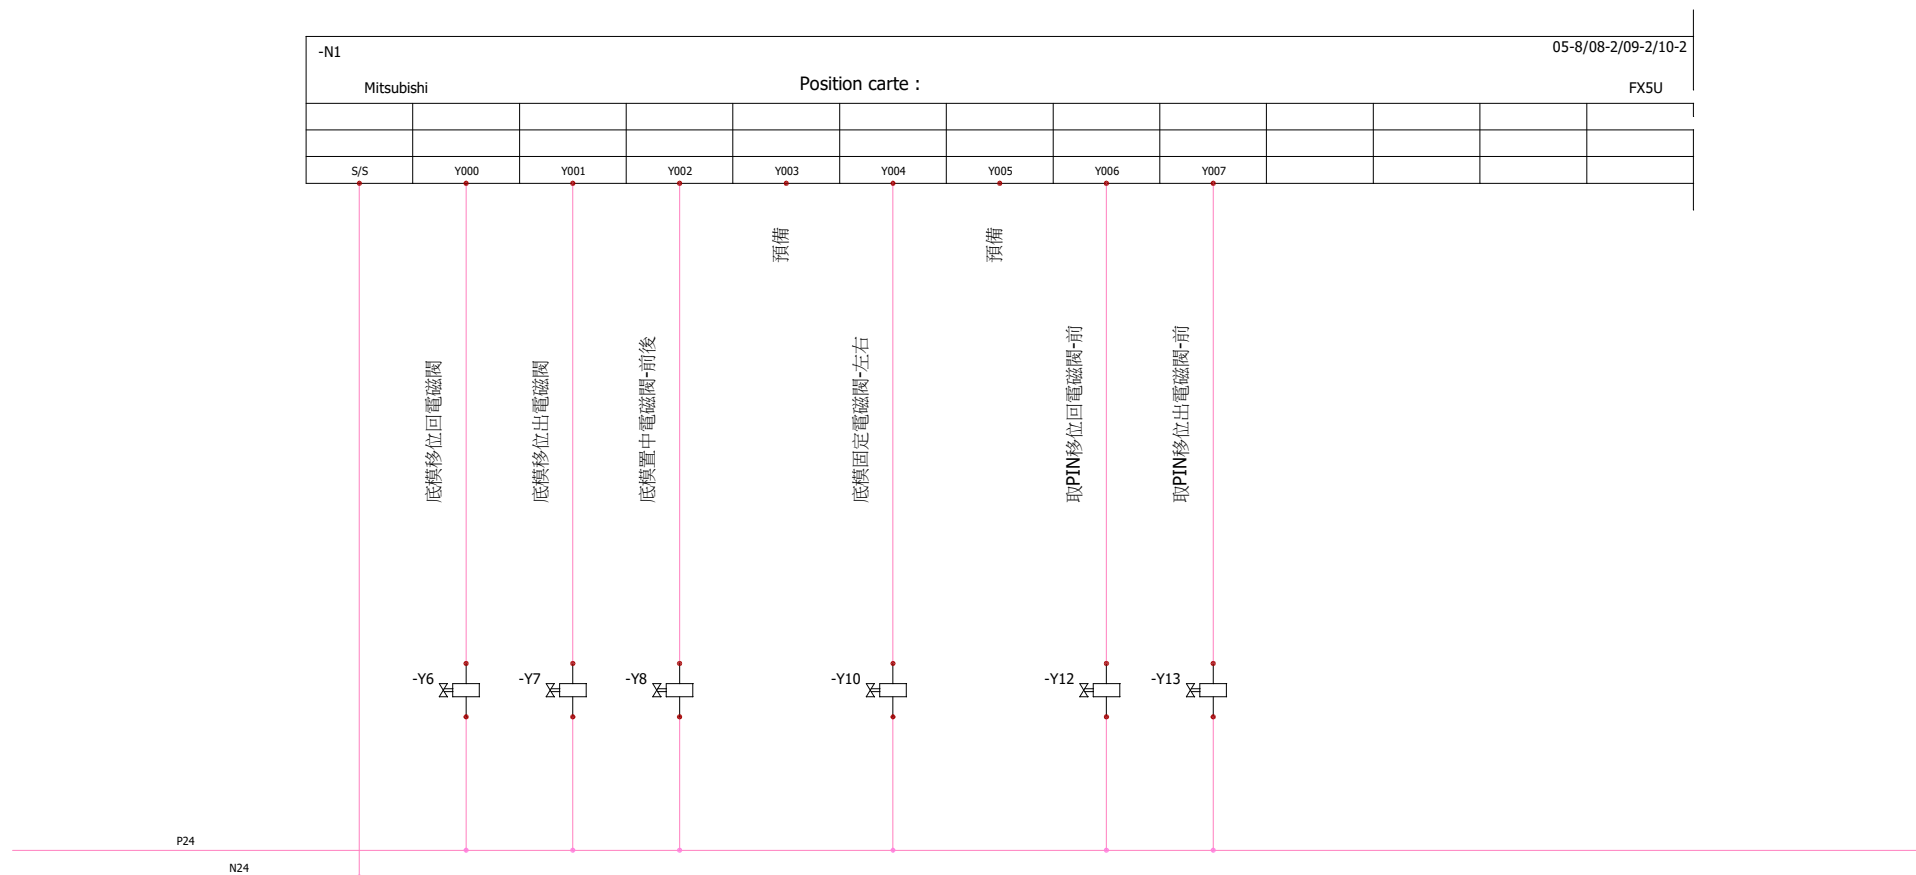 -N1
05-8/08-2/09-2/10-2
Mitsubishi
Position carte :
FX5U
S/S
Y000
Y001
Y002
Y003
Y004
Y005
Y006
Y007
底模移位回電磁閥
底模移位出電磁閥
底模置中電磁閥-前後
預備
底模固定電磁閥-左右
預備
取PIN移位回電磁閥-前
取PIN移位出電磁閥-前
-Y6
-Y7
-Y8
-Y10
-Y12
-Y13
P24
N24